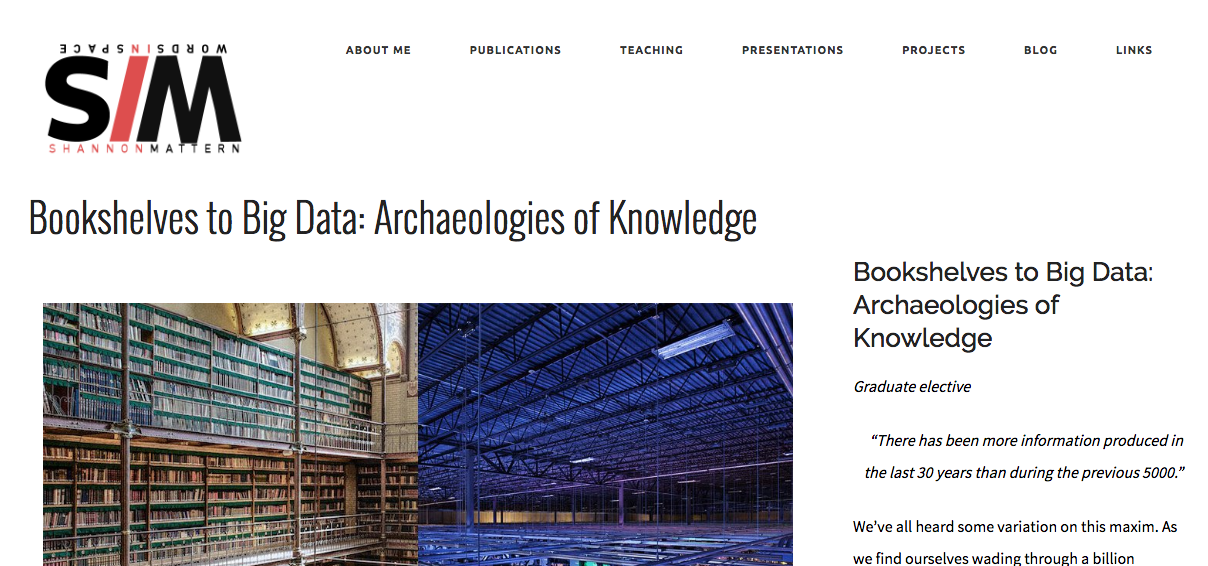 WORDSINSPACE
SIM
SHANNONMATTERN
ABOUT ME
PUBLICATIONS
TEACHING
PRESENTATIONS
PROJECTS
BLOG
LINKS
Bookshelves to Big Data: Archaeologies of Knowledge
Bookshelves to Big Data:
Archaeologies of
Knowledge
Graduate elective
“There has been more information produced in
the last 30 years than during the previous 5000.”
We’ve all heard some variation on this maxim. As
we find ourselves wading through a billion